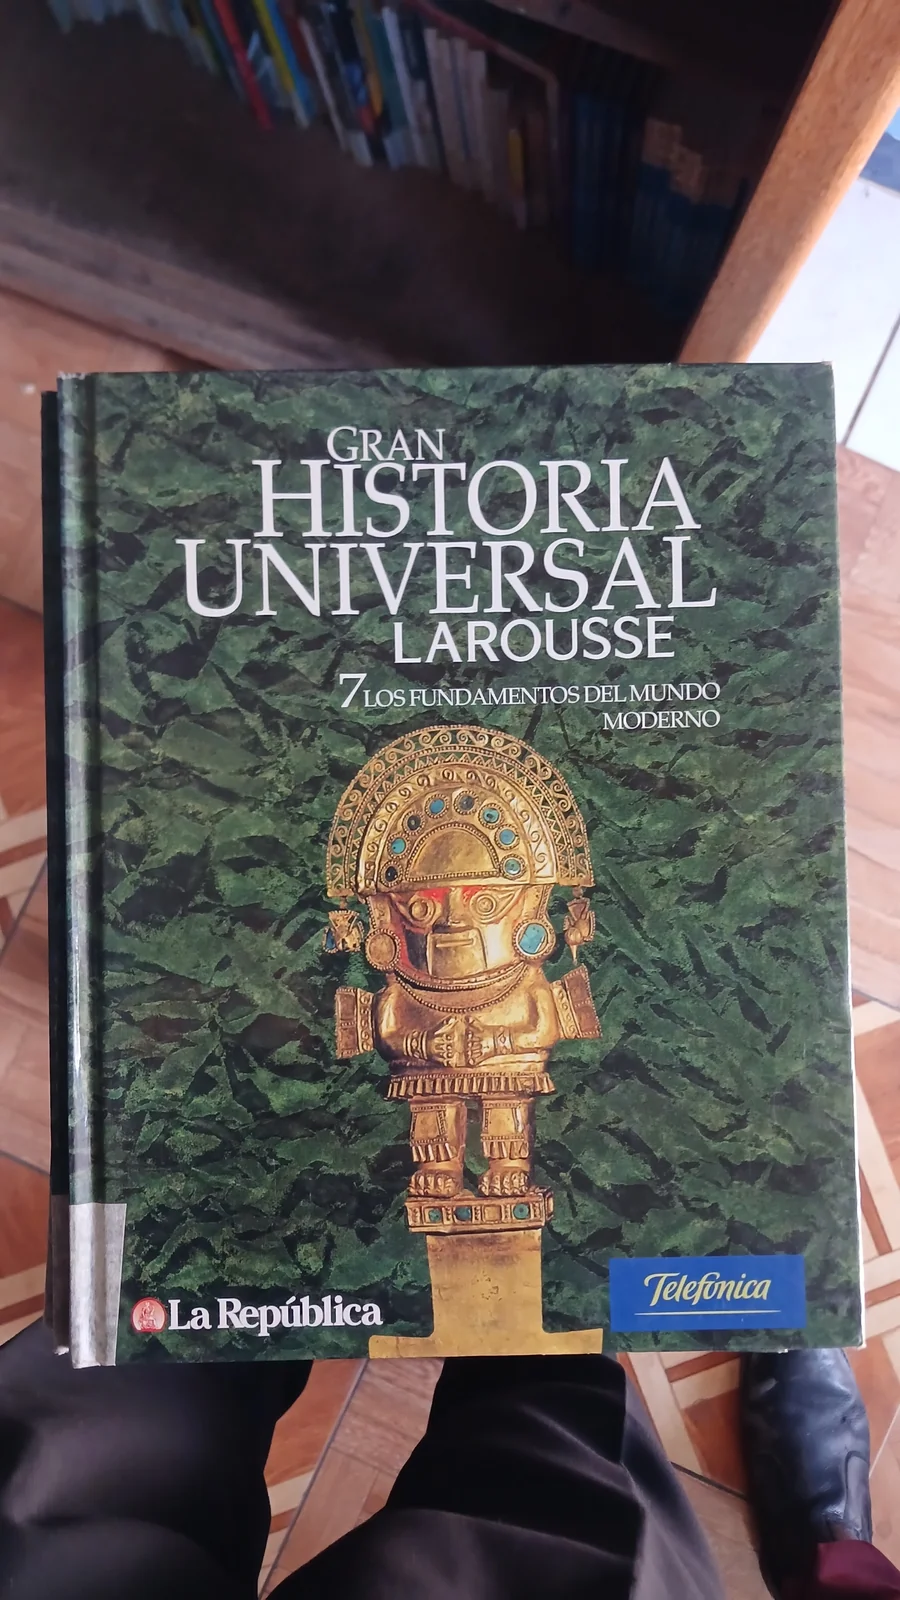 GRAN
HISTORIA
UNIVERSAL
LAROUSSE
7 LOS FUNDAMENTOS DEL MUNDO
MODERNO
La República
Telefónica